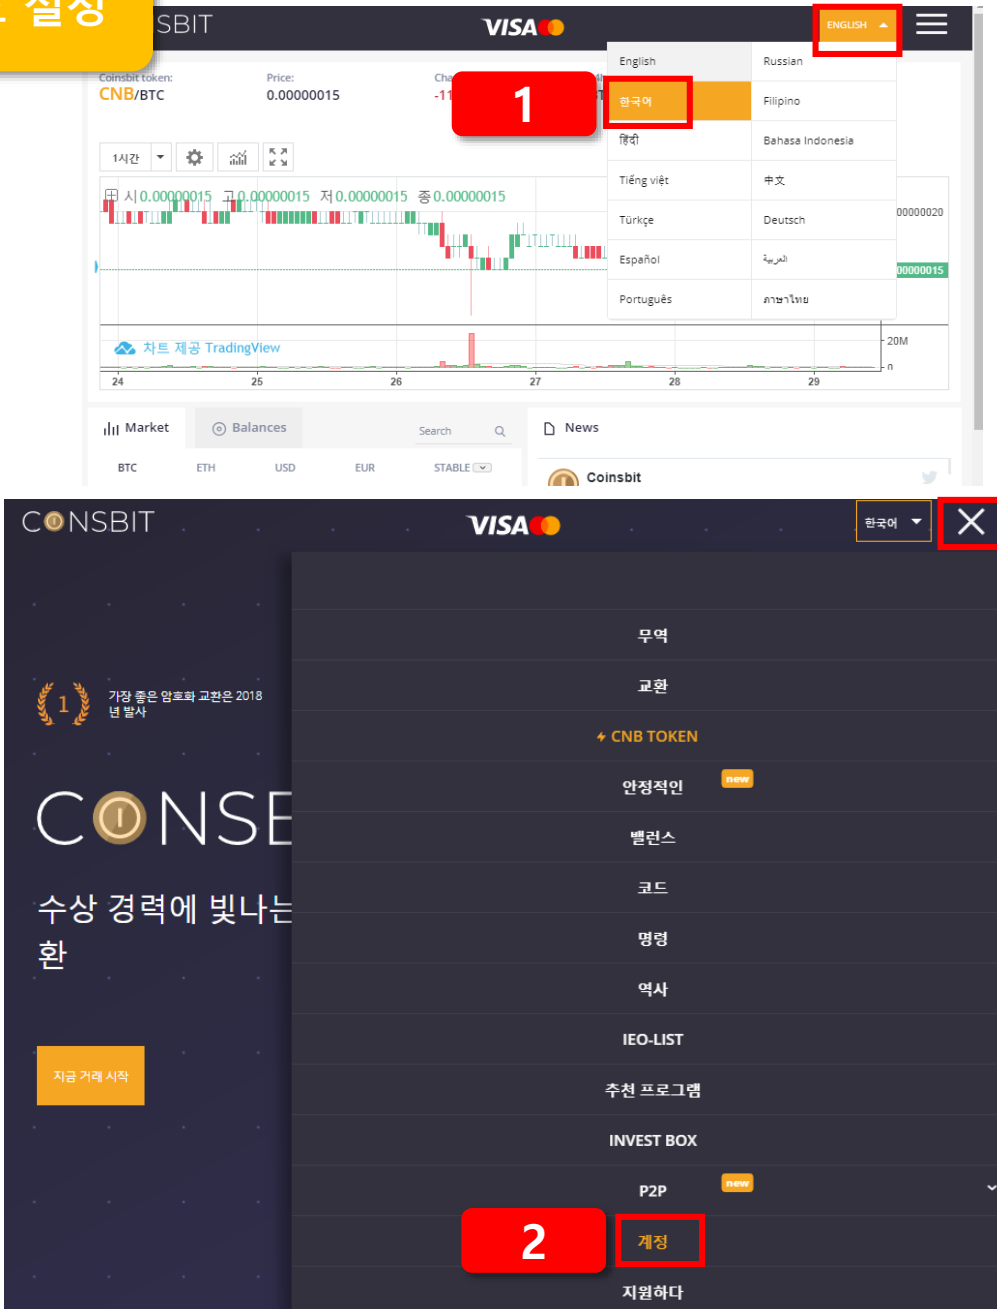 설정
SBIT
VISA
ENGLISH
English
Russian
한국어
Filipino
हिंदी
Bahasa Indonesia
Tiếng việt
中文
Türkçe
Deutsch
Español
العربية
Português
ภาษาไทย
Coinsbit token:
CNB/BTC
Price:
0.00000015
Cha
-11
1
1시간
시0.00000015 고0.00000015 저0.00000015 종0.00000015
00000020
00000015
차트 제공 TradingView
20M
0
24 25 26 27 28 29
Market
Balances
Search
News
BTC ETH USD EUR STABLE
Coinsbit
CONSBIT
VISA
한국어
무역
교환
CNB TOKEN
안정적인
new
밸런스
코드
명령
역사
IEO-LIST
추천 프로그램
INVEST BOX
P2P
new
2
계정
지원하다
1
가장 좋은 암호화 교환은 2018
년 발사
CONSB
수상 경력에 빛나는
환
지금 거래 시작